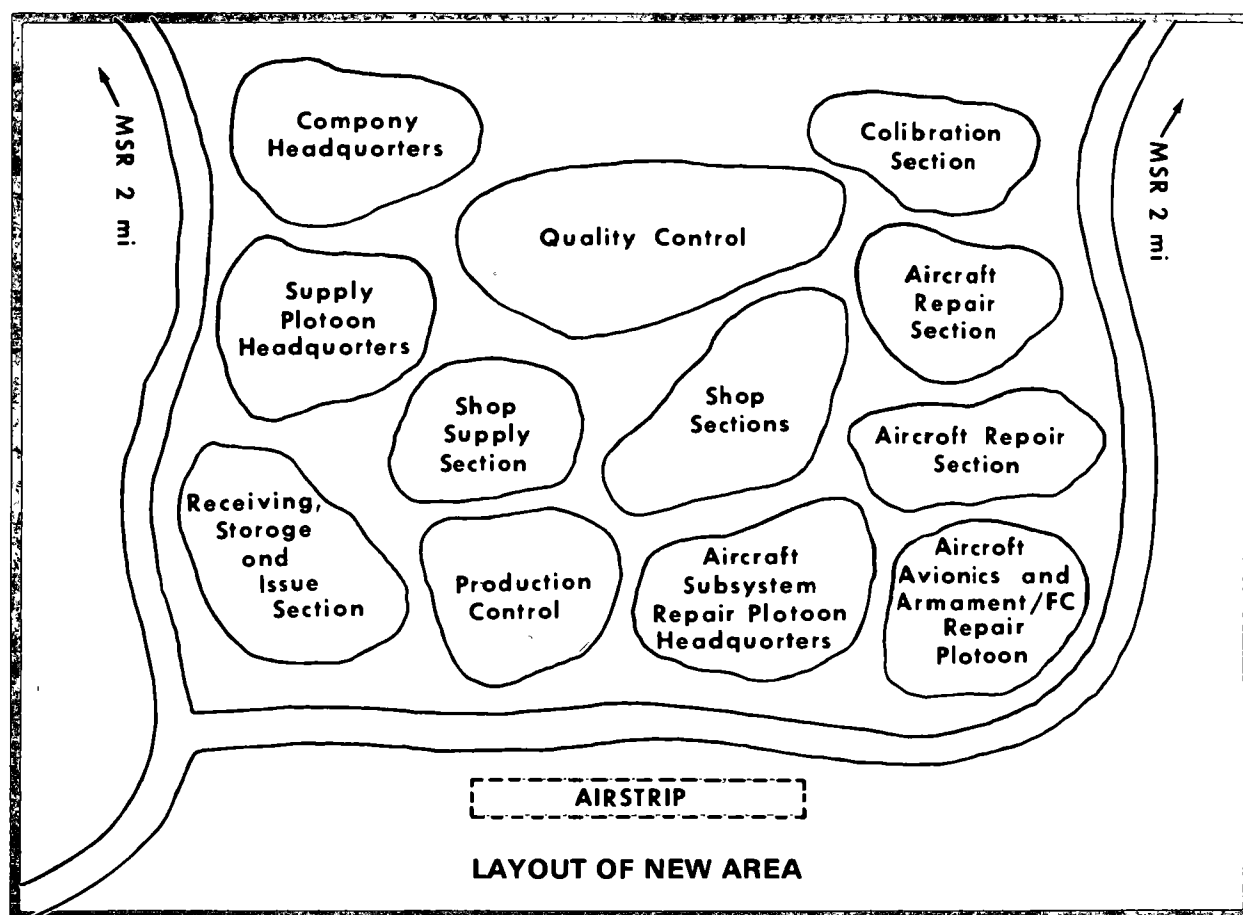 MSR 2 mi
Compony
Headquorters
Colibration
Section
MSR 2 mi
Quality Control
Supply
Plotoon
Headquorters
Aircraft
Repair
Section
Shop
Supply
Section
Shop
Sections
Aircroft Repoir
Section
Receiving,
Storoge
ond
Issue
Section
Production
Control
Aircraft
Subsystem
Repair Plotoon
Headquorters
Aircroft
Avionics and
Armament/FC
Repair
Plotoon
AIRSTRIP
LAYOUT OF NEW AREA